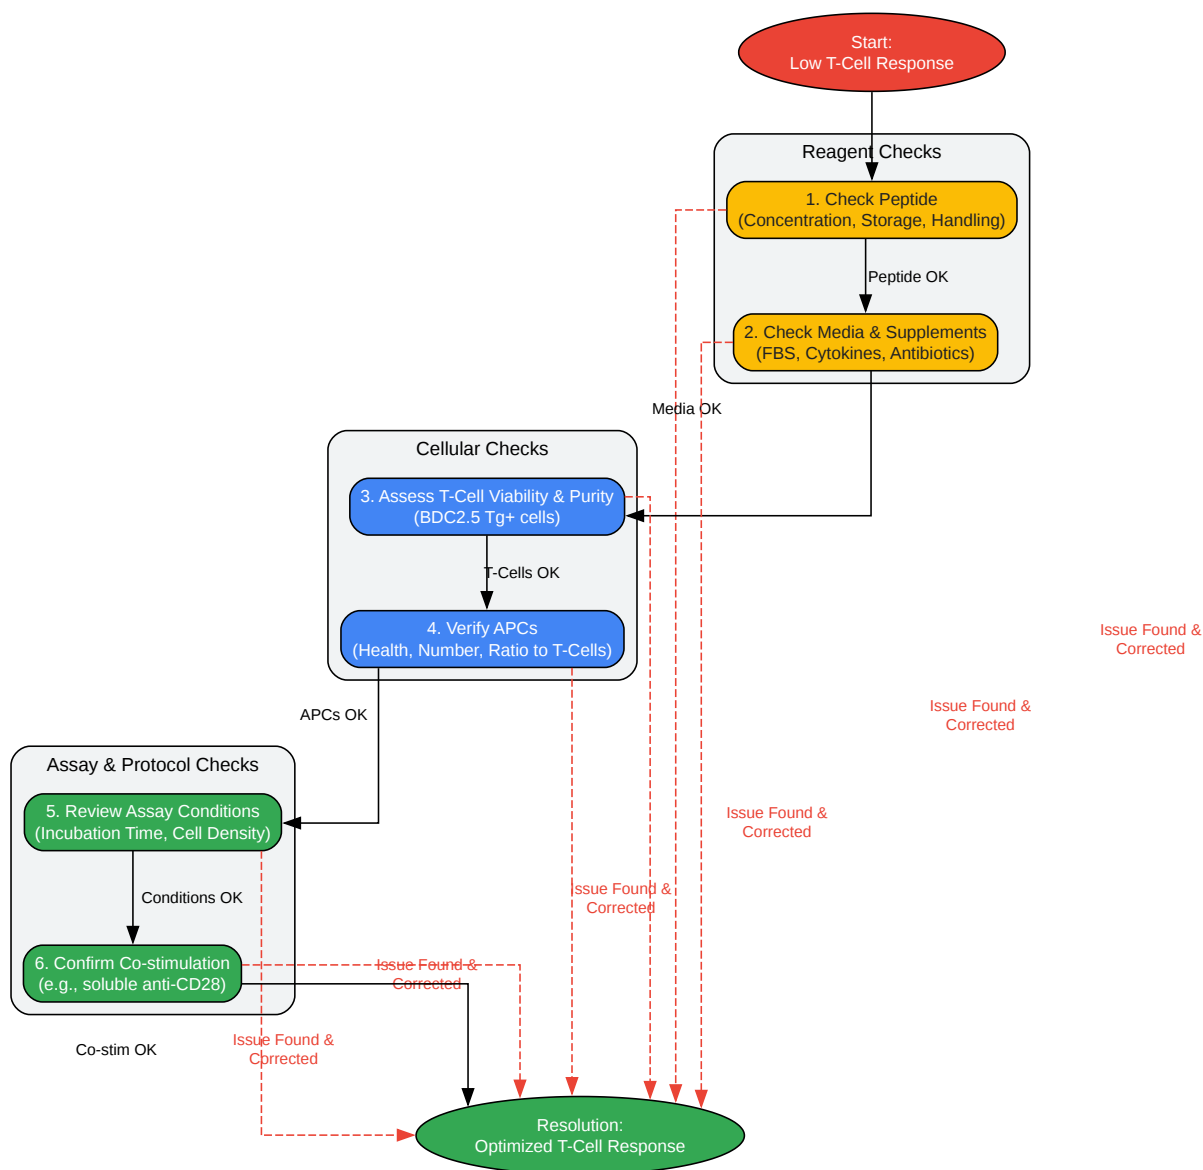 Start:
Low T-Cell Response
Reagent Checks
1. Check Peptide
(Concentration, Storage, Handling)
Peptide OK
2. Check Media & Supplements
(FBS, Cytokines, Antibiotics)
Media OK
Cellular Checks
3. Assess T-Cell Viability & Purity
(BDC2.5 Tg+ cells)
T-Cells OK
4. Verify APCs
(Health, Number, Ratio to T-Cells)
Issue Found &
Corrected
Issue Found &
Corrected
APCs OK
Assay & Protocol Checks
5. Review Assay Conditions
(Incubation Time, Cell Density)
Issue Found &
Corrected
Issue Found &
Corrected
Conditions OK
6. Confirm Co-stimulation
(e.g., soluble anti-CD28)
Issue Found &
Corrected
Co-stim OK
Issue Found &
Corrected
Resolution:
Optimized T-Cell Response